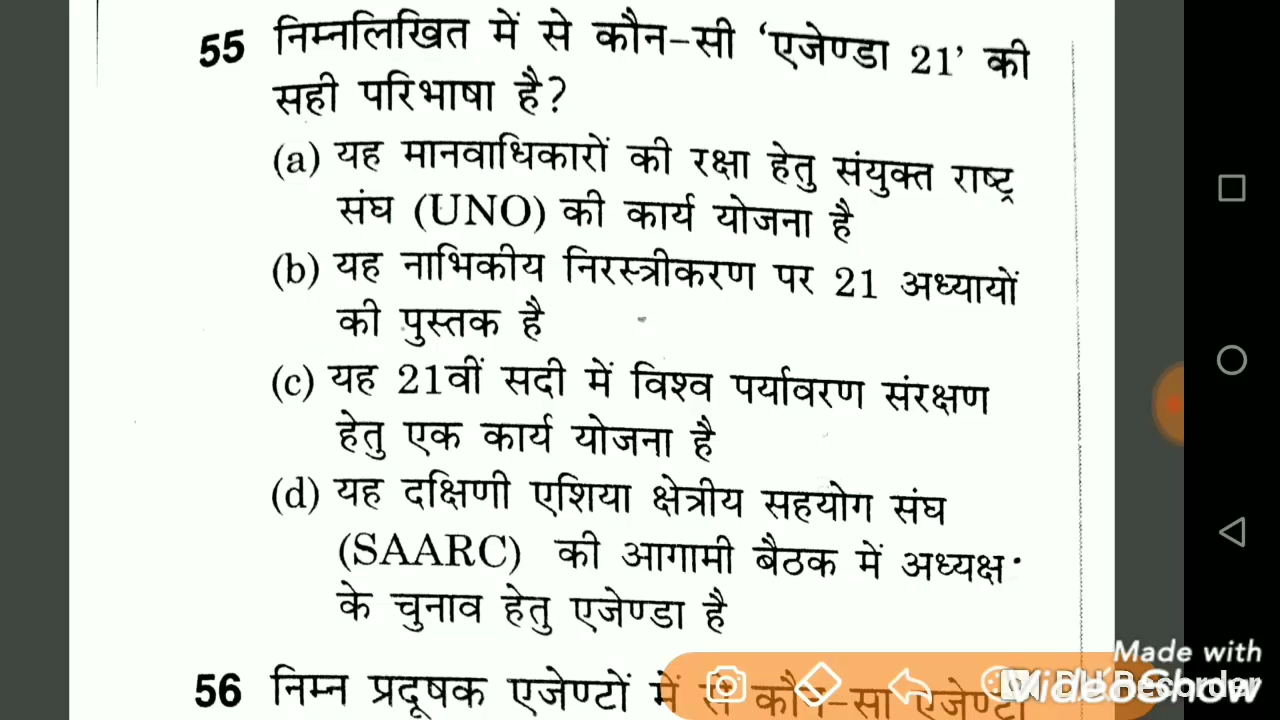 55 निम्नलिखित में से कौन-सी ‘एजेण्डा 21’ की
सही परिभाषा है?
(a) यह मानवाधिकारों की रक्षा हेतु संयुक्त राष्ट्र
संघ (UNO) की कार्य योजना है
(b) यह नाभिकीय निरस्त्रीकरण पर 21 अध्यायों
की पुस्तक है
(c) यह 21वीं सदी में विश्व पर्यावरण संरक्षण
हेतु एक कार्य योजना है
(d) यह दक्षिणी एशिया क्षेत्रीय सहयोग संघ
(SAARC) की आगामी बैठक में अध्यक्ष
के चुनाव हेतु एजेण्डा है
56 निम्न प्रदूषक एजेण्टों में से कौन-सा एजेण्टों
Made with
VideoShow